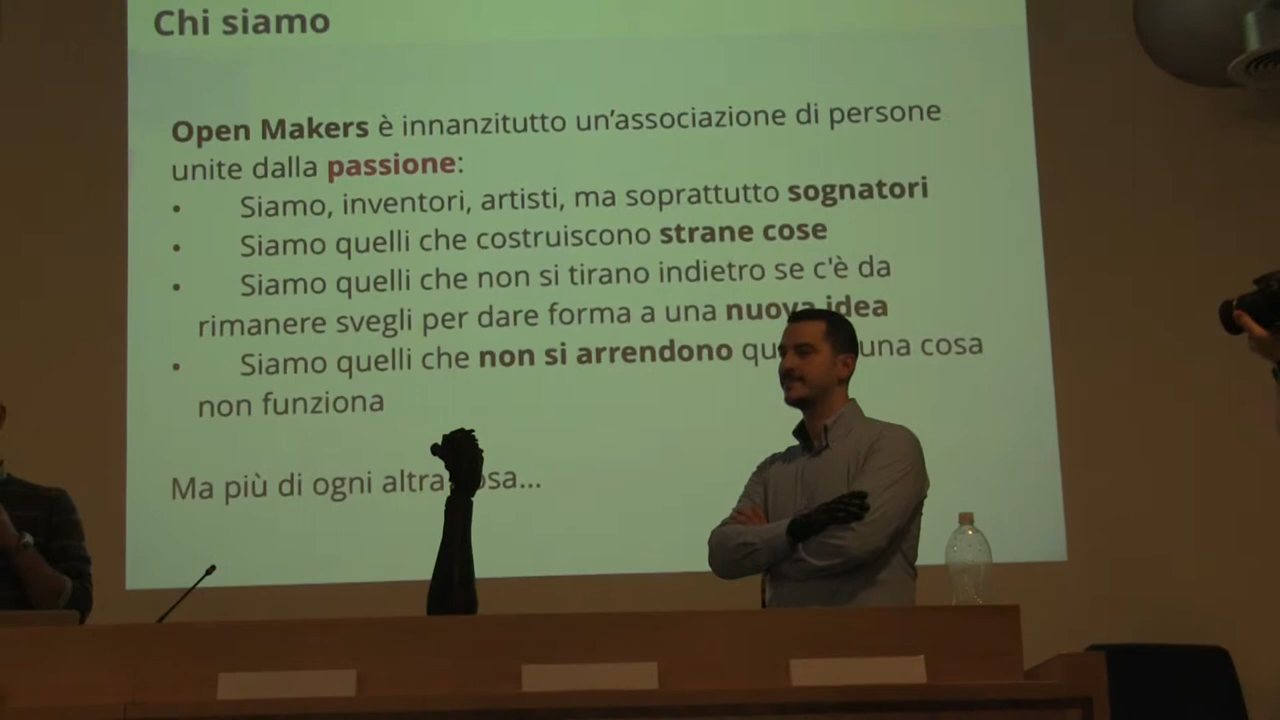 Chi siamo
Open Makers è innanzitutto un'associazione di persone
unite dalla passione:
• Siamo, inventori, artisti, ma soprattutto sognatori
• Siamo quelli che costruiscono strane cose
• Siamo quelli che non si tirano indietro se c'è da
rimanere svegli per dare forma a una nuova idea
• Siamo quelli che non si arrendono una cosa
non funziona
Ma più di ogni altra